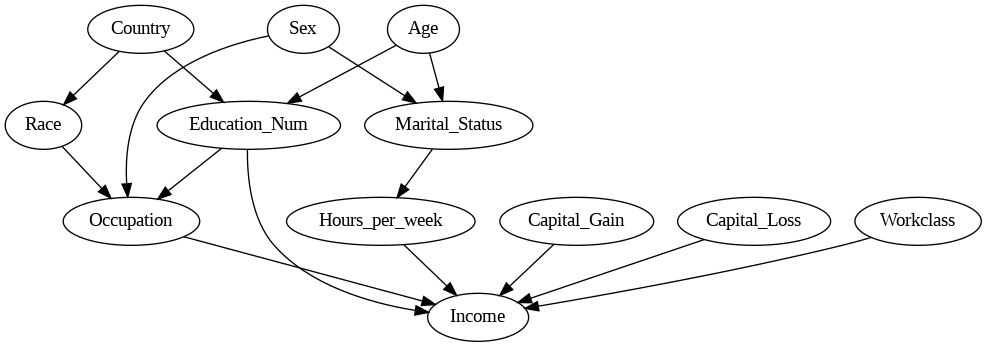 Country
Sex
Age
Race
Education_Num
Marital_Status
Occupation
Hours_per_week
Capital_Gain
Capital_Loss
Workclass
Income